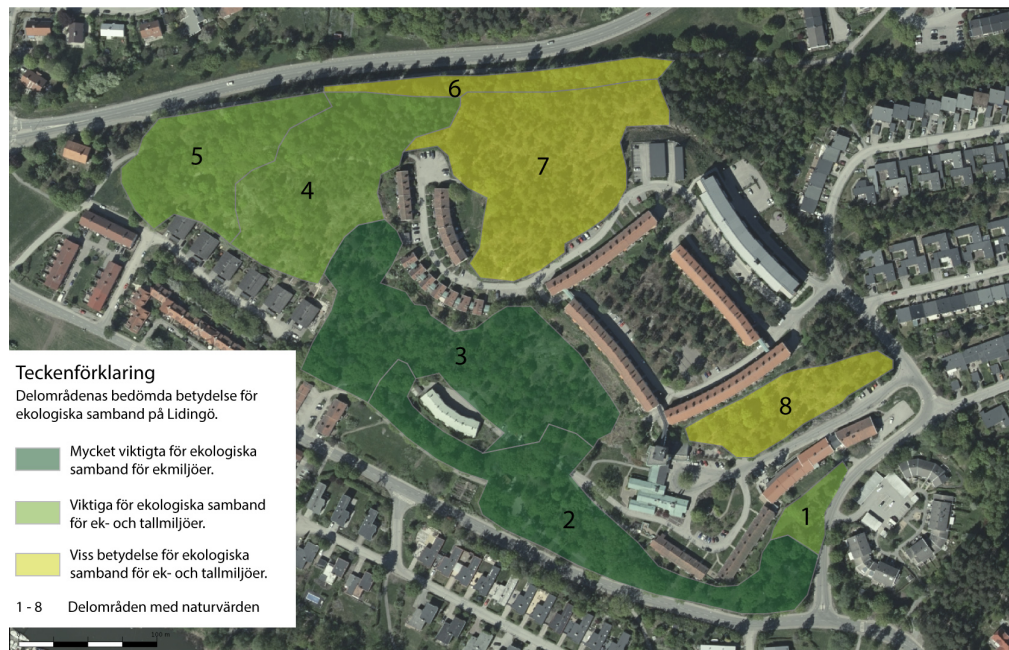 6
5
4
7
3
8
2
1
Teckenförklaring
Delområdenas bedömda betydelse för
ekologiska samband på Lidingö.
Mycket viktigta för ekologiska
samband för ekmiljöer.
Viktiga för ekologiska samband
för ek- och tallmiljöer.
Viss betydelse för ekologiska
samband för ek- och tallmiljöer.
1 - 8 Delområden med naturvärden
100 m